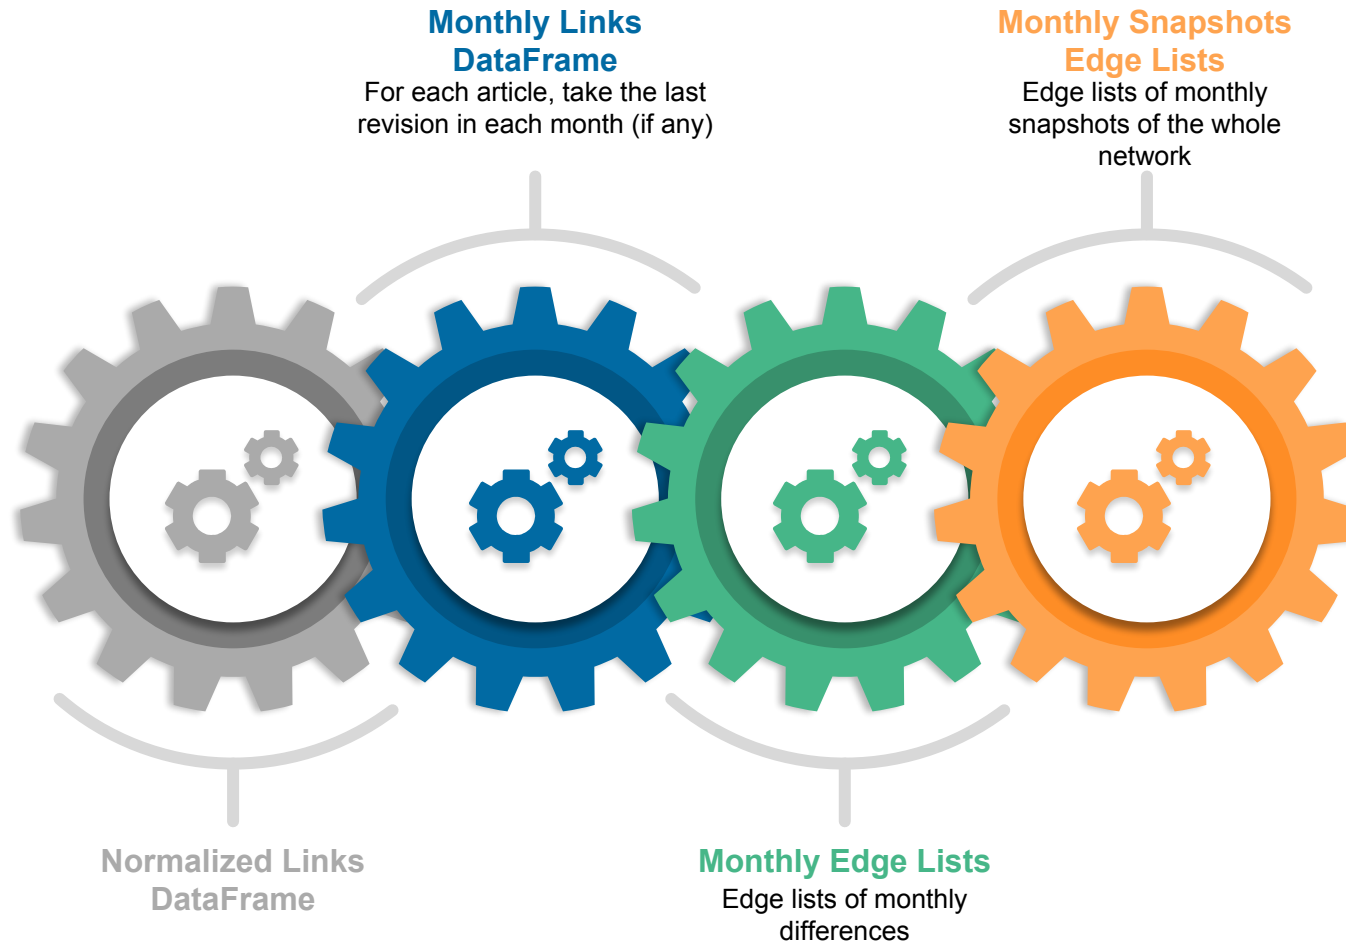 Monthly Links
DataFrame
For each article, take the last
revision in each month (if any)
Monthly Snapshots
Edge Lists
Edge lists of monthly
snapshots of the whole
network
Normalized Links
DataFrame
Monthly Edge Lists
Edge lists of monthly
differences